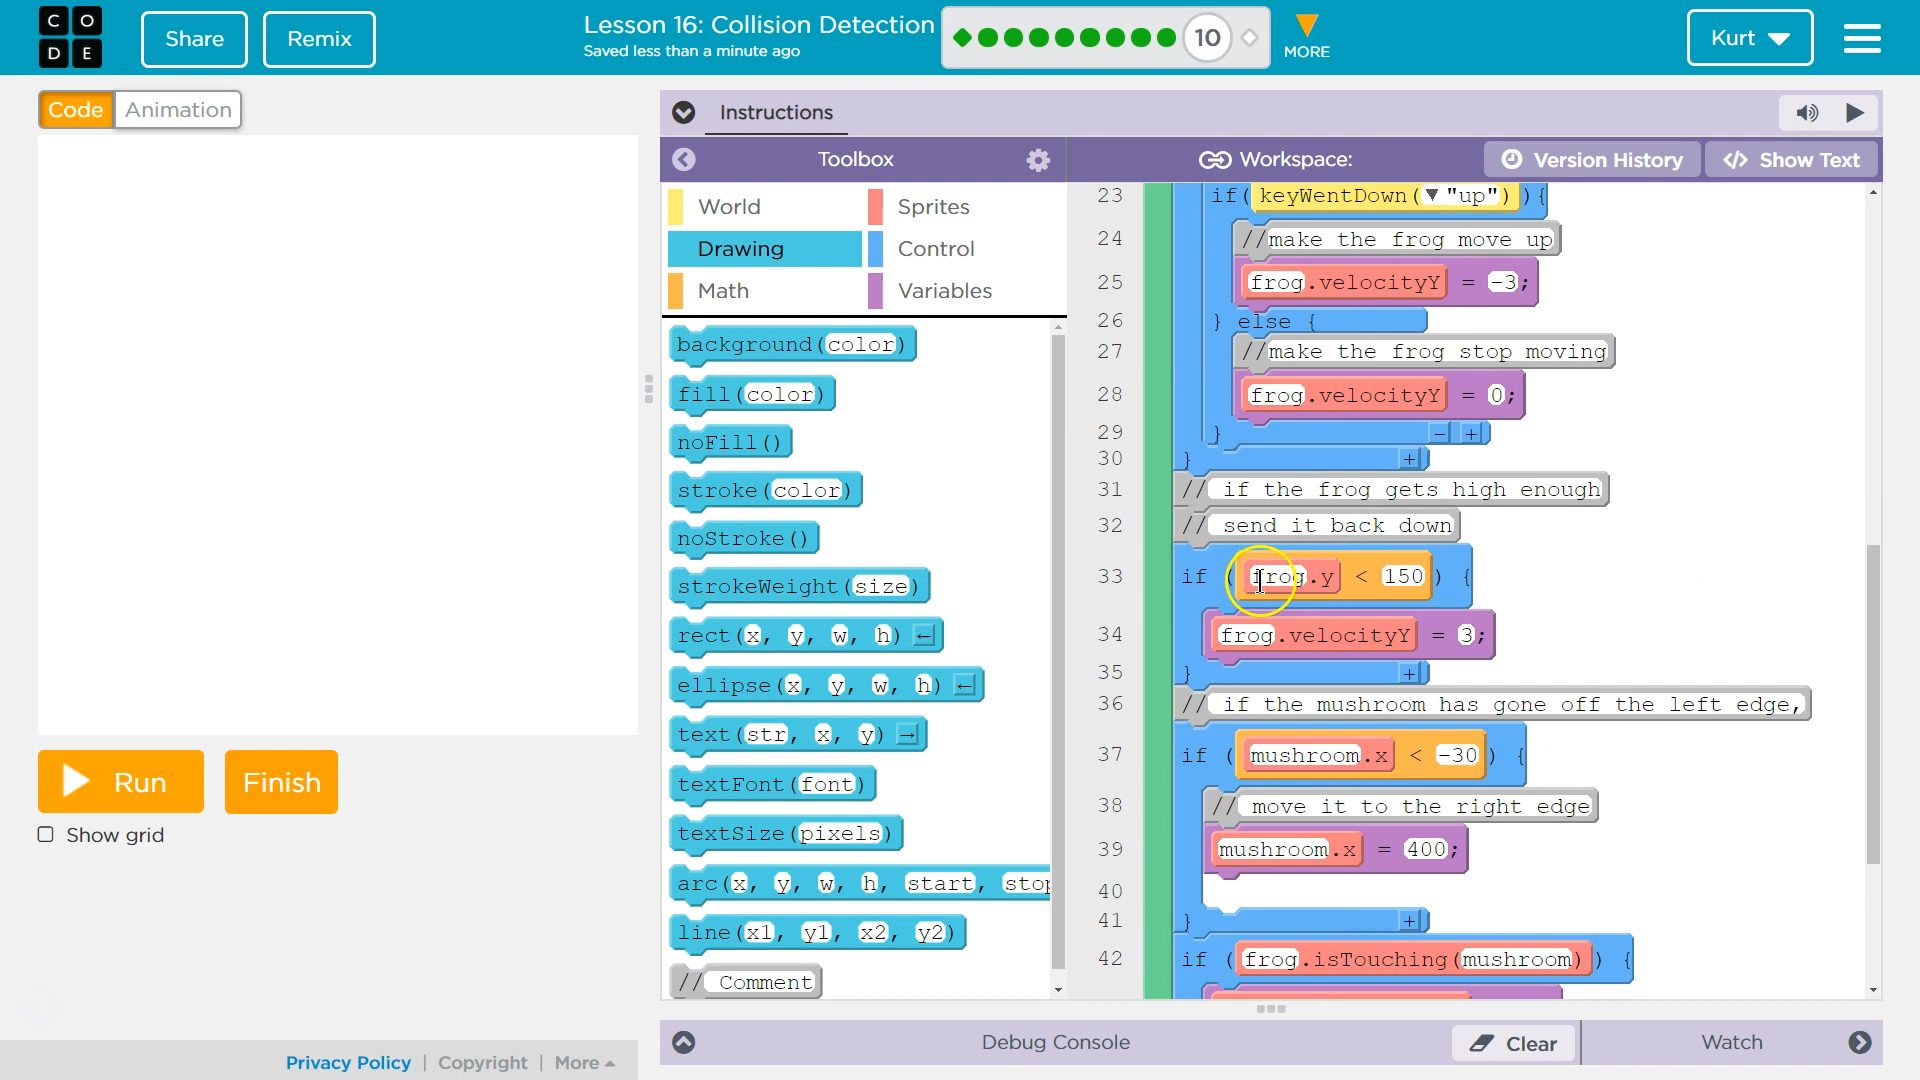 CO
DE
Share
Remix
Lesson 16: Collision Detection
Saved less than a minute ago
10
MORE
Kurt
Code
Animation
Run
Finish
Show grid
Privacy Policy | Copyright | More
Instructions
Toolbox
Workspace:
Version History
</> Show Text
World
Sprites
Drawing
Control
Math
Variables
background(color)
fill(color)
noFill()
stroke(color)
noStroke()
strokeWeight(size)
rect(x, y, w, h)
ellipse(x, y, w, h)
text(str, x, y)
textFont(font)
textSize(pixels)
arc(x, y, w, h, start, stop
line(x1, y1, x2, y2)
// Comment
23 if( keyWentDown( "up") ){
24 //make the frog move up
25 frog.velocityY = -3;
26 } else {
27 //make the frog stop moving
28 frog.velocityY = 0;
29 } - +
30 } +
31 // if the frog gets high enough
32 // send it back down
33 if ( frog.y < 150 ) {
34 frog.velocityY = 3;
35 } +
36 // if the mushroom has gone off the left edge,
37 if ( mushroom.x < -30 ) {
38 // move it to the right edge
39 mushroom.x = 400;
40
41 } +
42 if ( frog.isTouching(mushroom) ) {
Debug Console
Clear
Watch